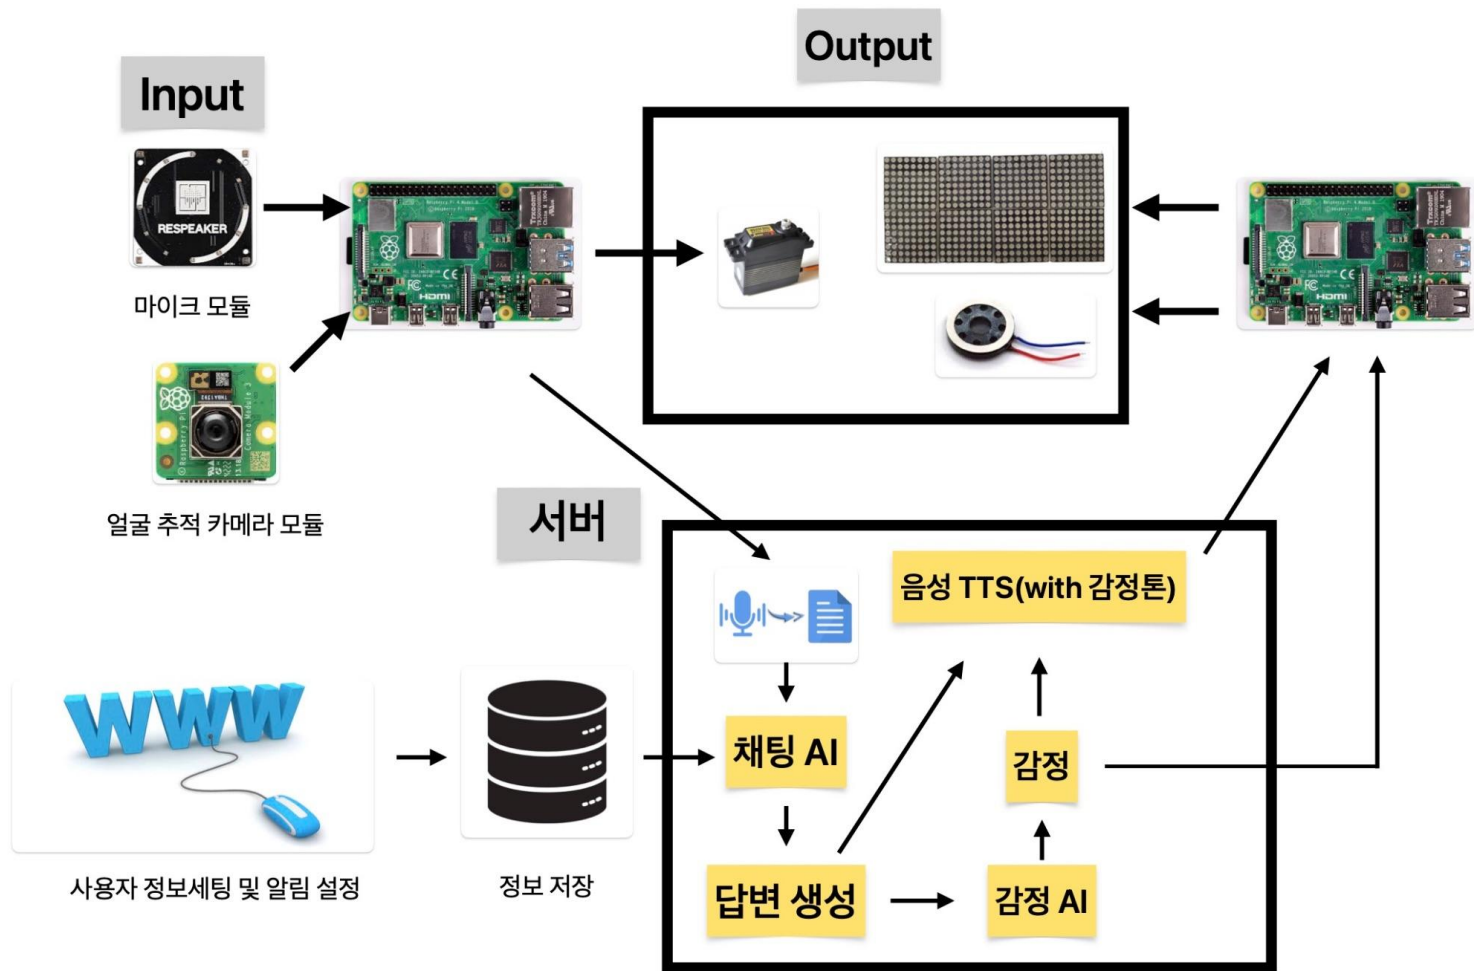 Output
Input
RESPEAKER
마이크 모듈
HDMI
HDMI
얼굴 추적 카메라 모듈
서버
음성 TTS(with 감정톤)
WWW
채팅 AI
감정
사용자 정보세팅 및 알림 설정
정보 저장
답변 생성
감정 AI